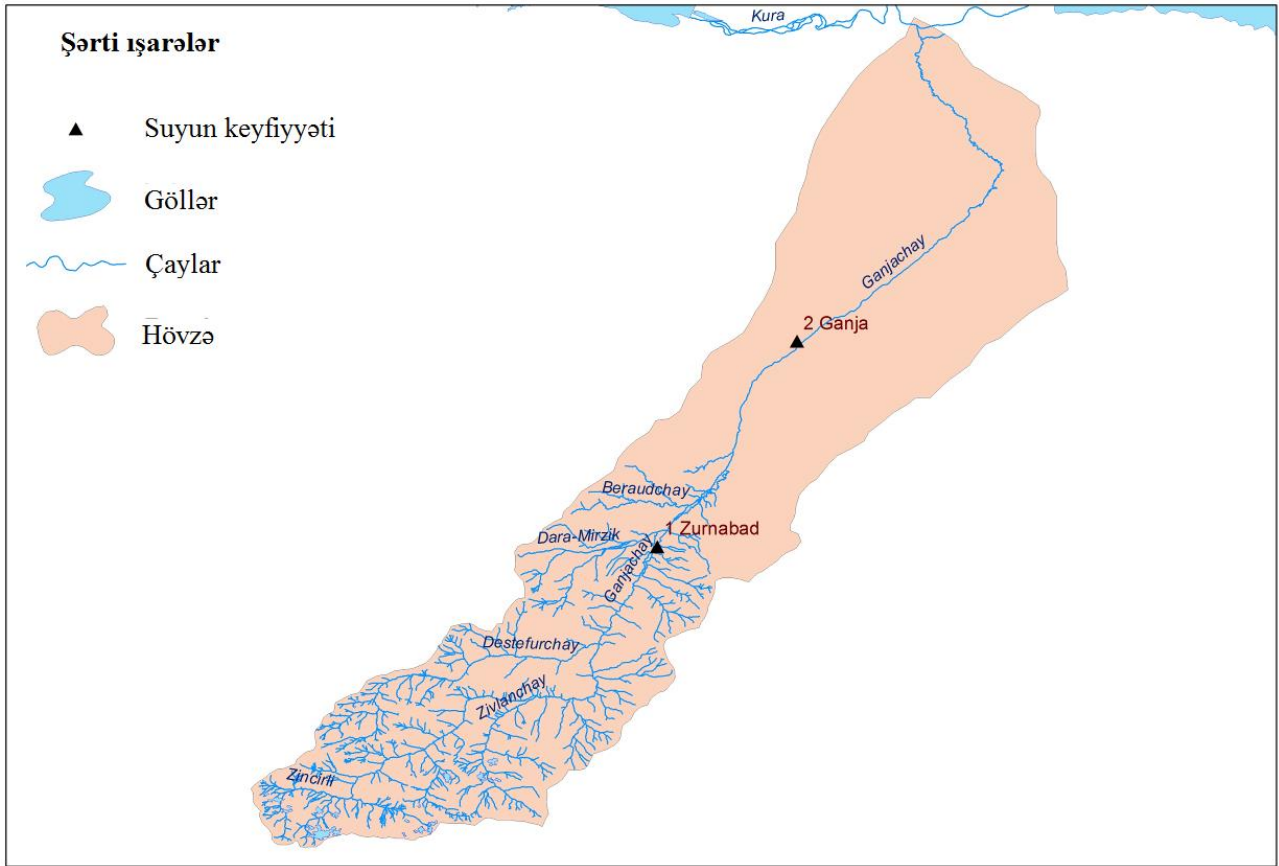 Kura
Şərti ışarələr
Suyun keyfiyyəti
Göllər
Çaylar
Hövzə
Ganjachay
2 Ganja
Beraudchay
1 Zurnabad
Dara-Mirzik
Ganjachay
Destefurchay
Zivlanchay
Zincirli